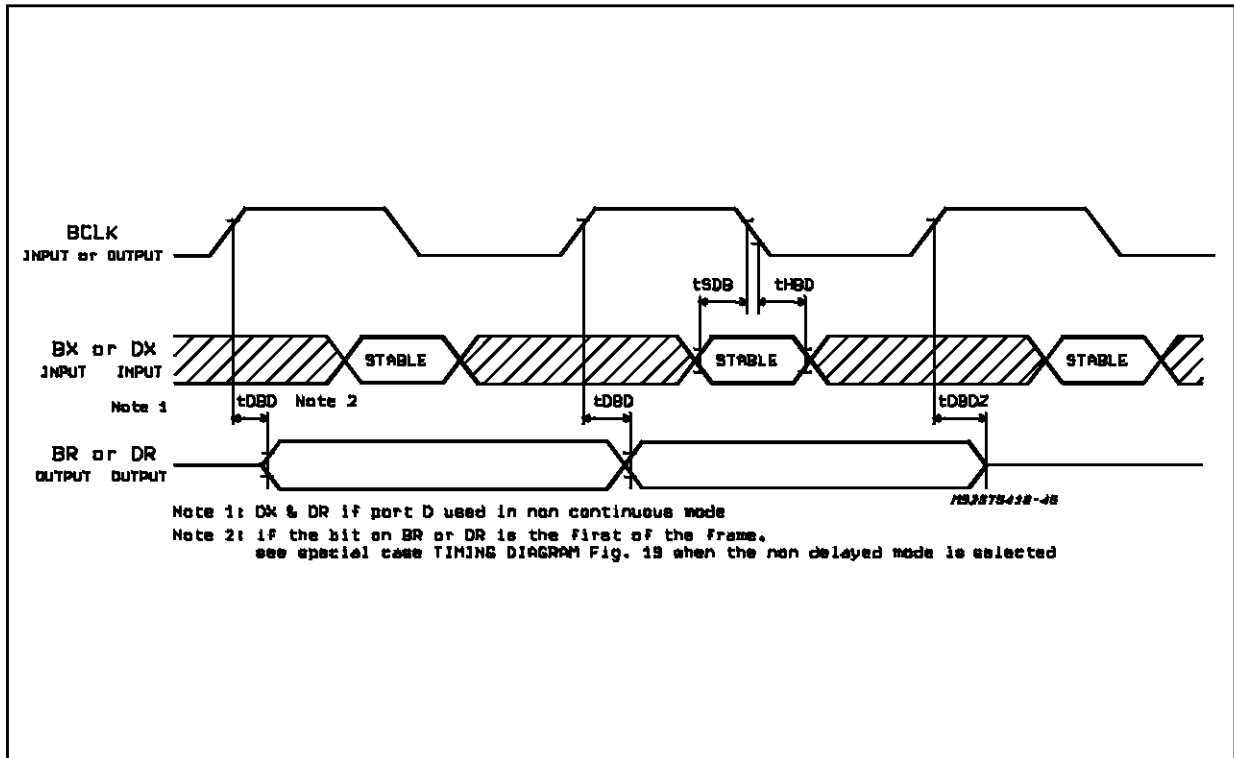 BCLK
INPUT or OUTPUT
tSDB tHBD
BX or DX
INPUT INPUT
STABLE STABLE STABLE
Note 1
tDBD Note 2 tDBD tDBDZ
BR or DR
OUTPUT OUTPUT
Note 1: DX & DR if port D used in non continuous mode
Note 2: if the bit on BR or DR is the first of the frame.
see special case TIMING DIAGRAM Fig. 19 when the non delayed mode is selected